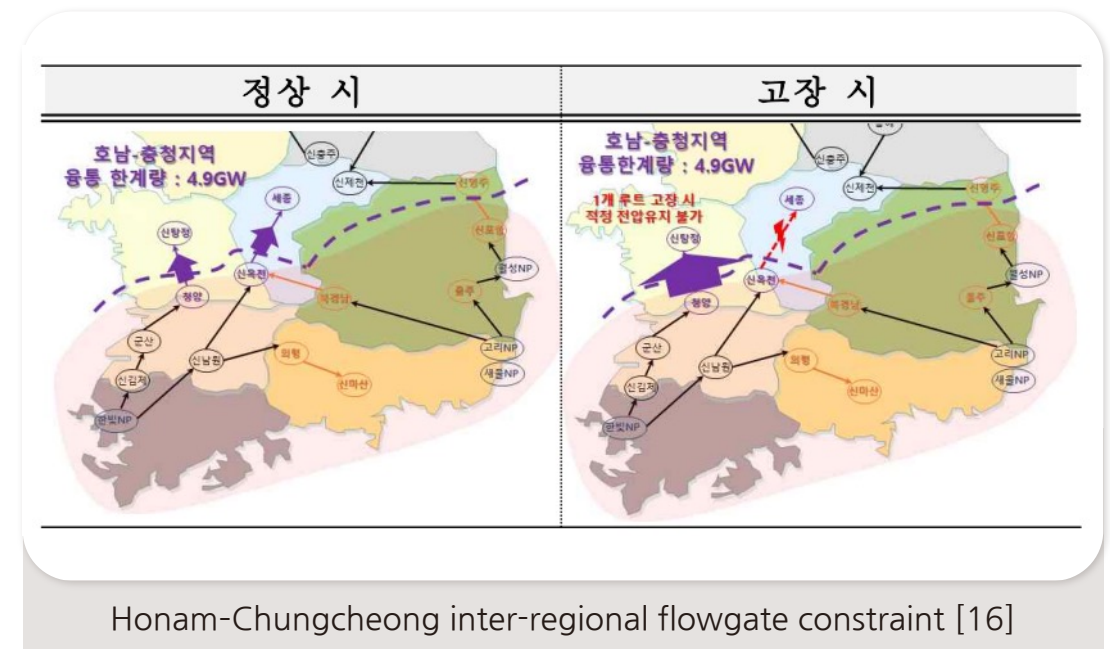 정상 시
고장 시
호남-충청지역
융통 한계량 : 4.9GW
신충주
신제천
신영주
세종
신탕정
신포항
신옥천
월성NP
청양
북경남
울주
군산
고리NP
신남원
의령
신김제
새울NP
신마산
한빛NP
호남-충청지역
융통 한계량 : 4.9GW
신충주
신제천
신영주
1개 루트 고장 시
적정 전압유지 불가
세종
신탕정
신포항
신옥천
월성NP
청양
북경남
울주
군산
고리NP
신남원
의령
신김제
새울NP
신마산
한빛NP
Honam-Chungcheong inter-regional flowgate constraint [16]